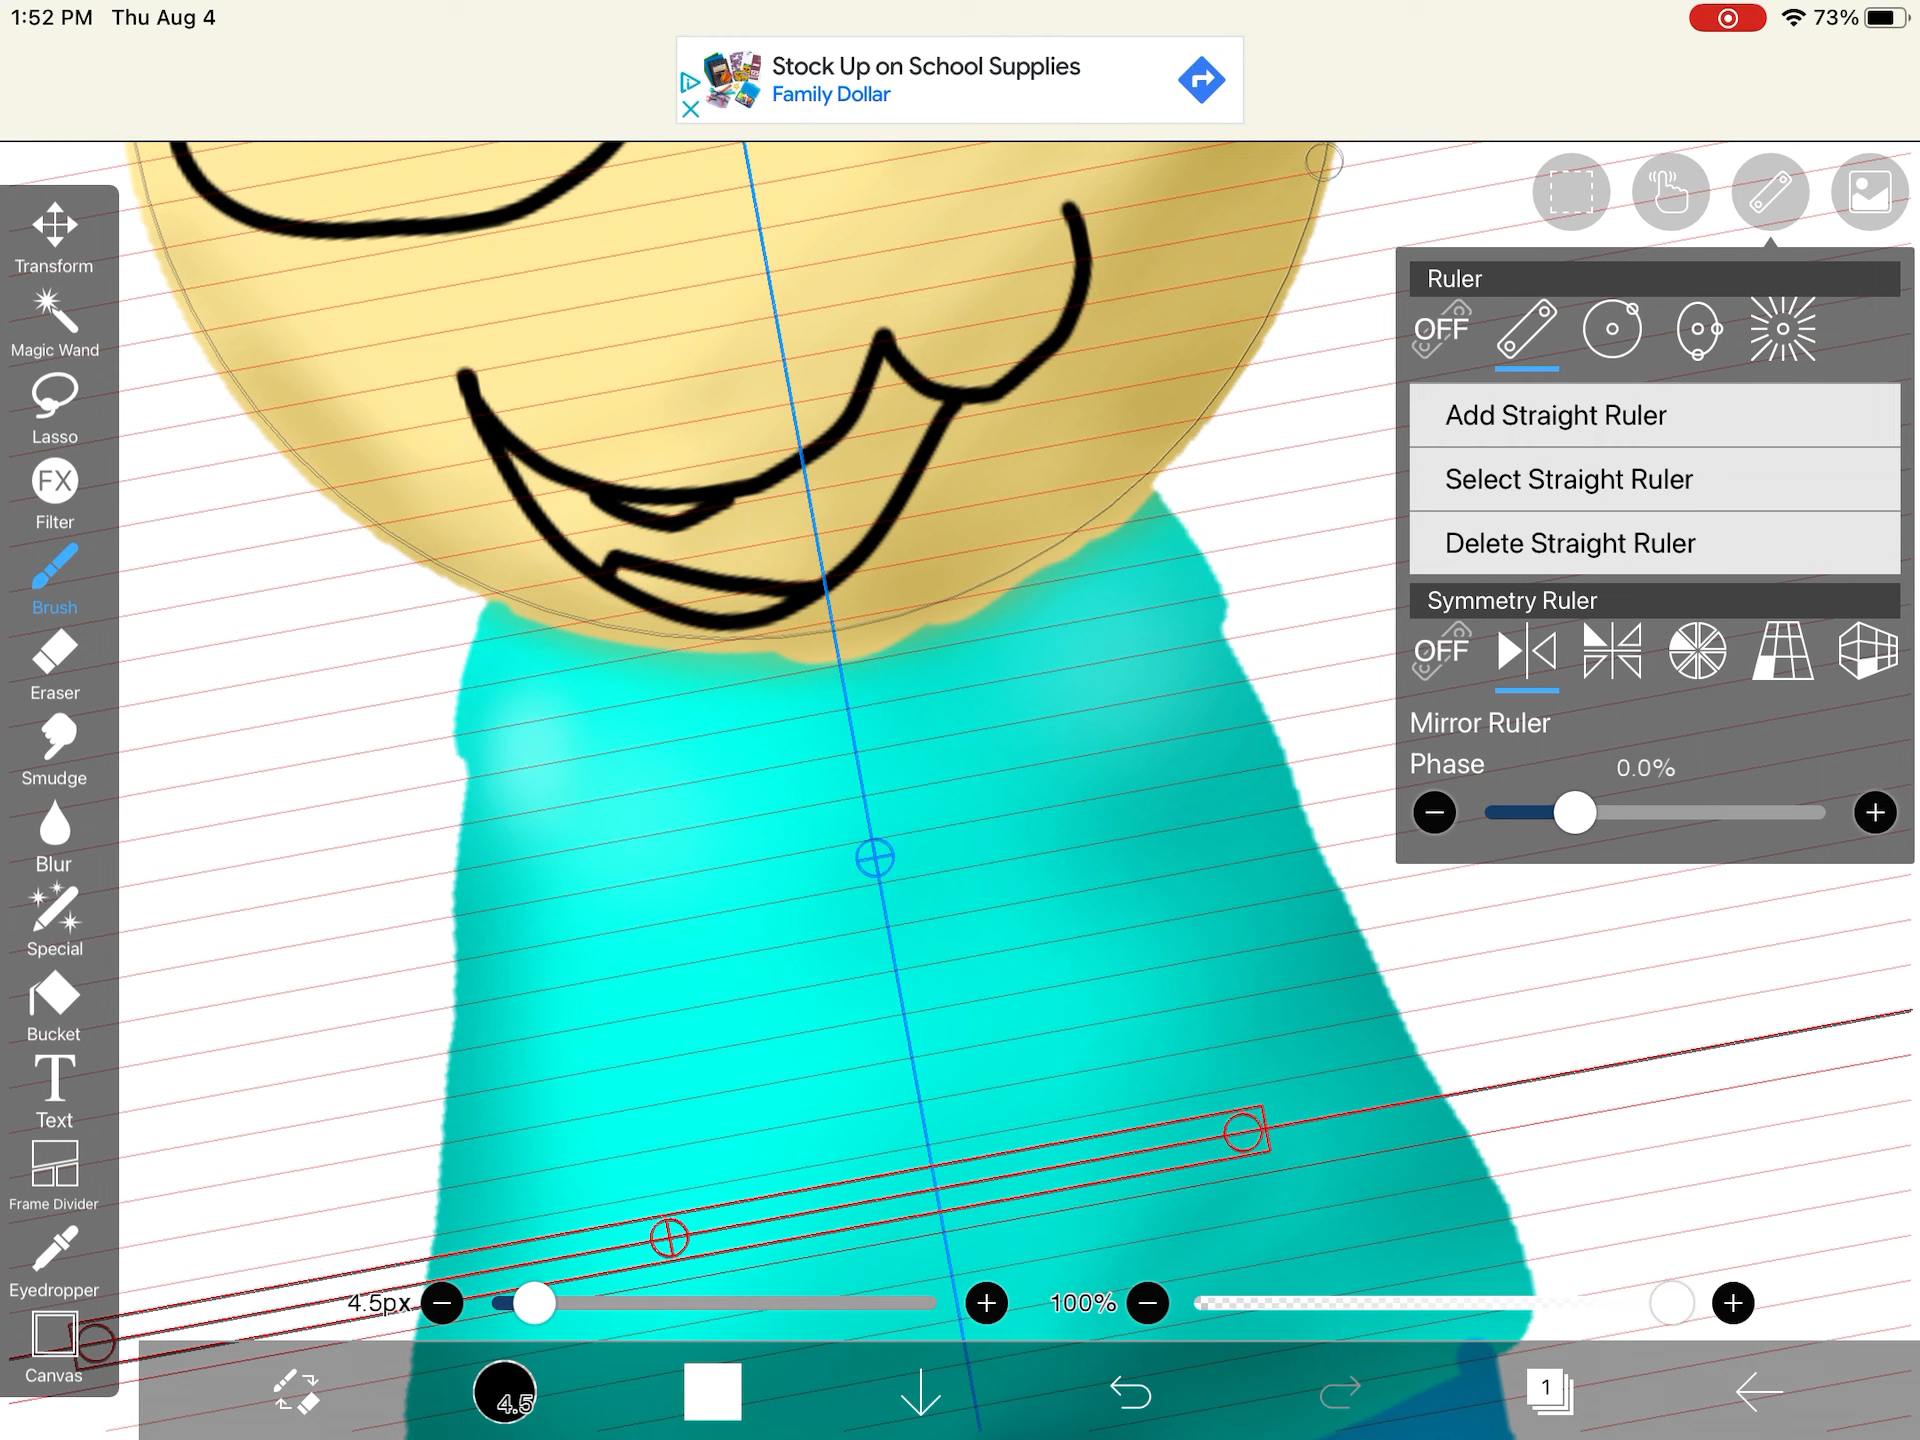 1:52 PM Thu Aug 4
73%
Stock Up on School Supplies
Family Dollar
Transform
Magic Wand
Lasso
FX
Filter
Brush
Eraser
Smudge
Blur
Special
Bucket
T
Text
Frame Divider
Eyedropper
Canvas
Ruler
OFF
Add Straight Ruler
Select Straight Ruler
Delete Straight Ruler
Symmetry Ruler
OFF
Mirror Ruler
Phase 0.0%
4.5px
100%
4.5
1